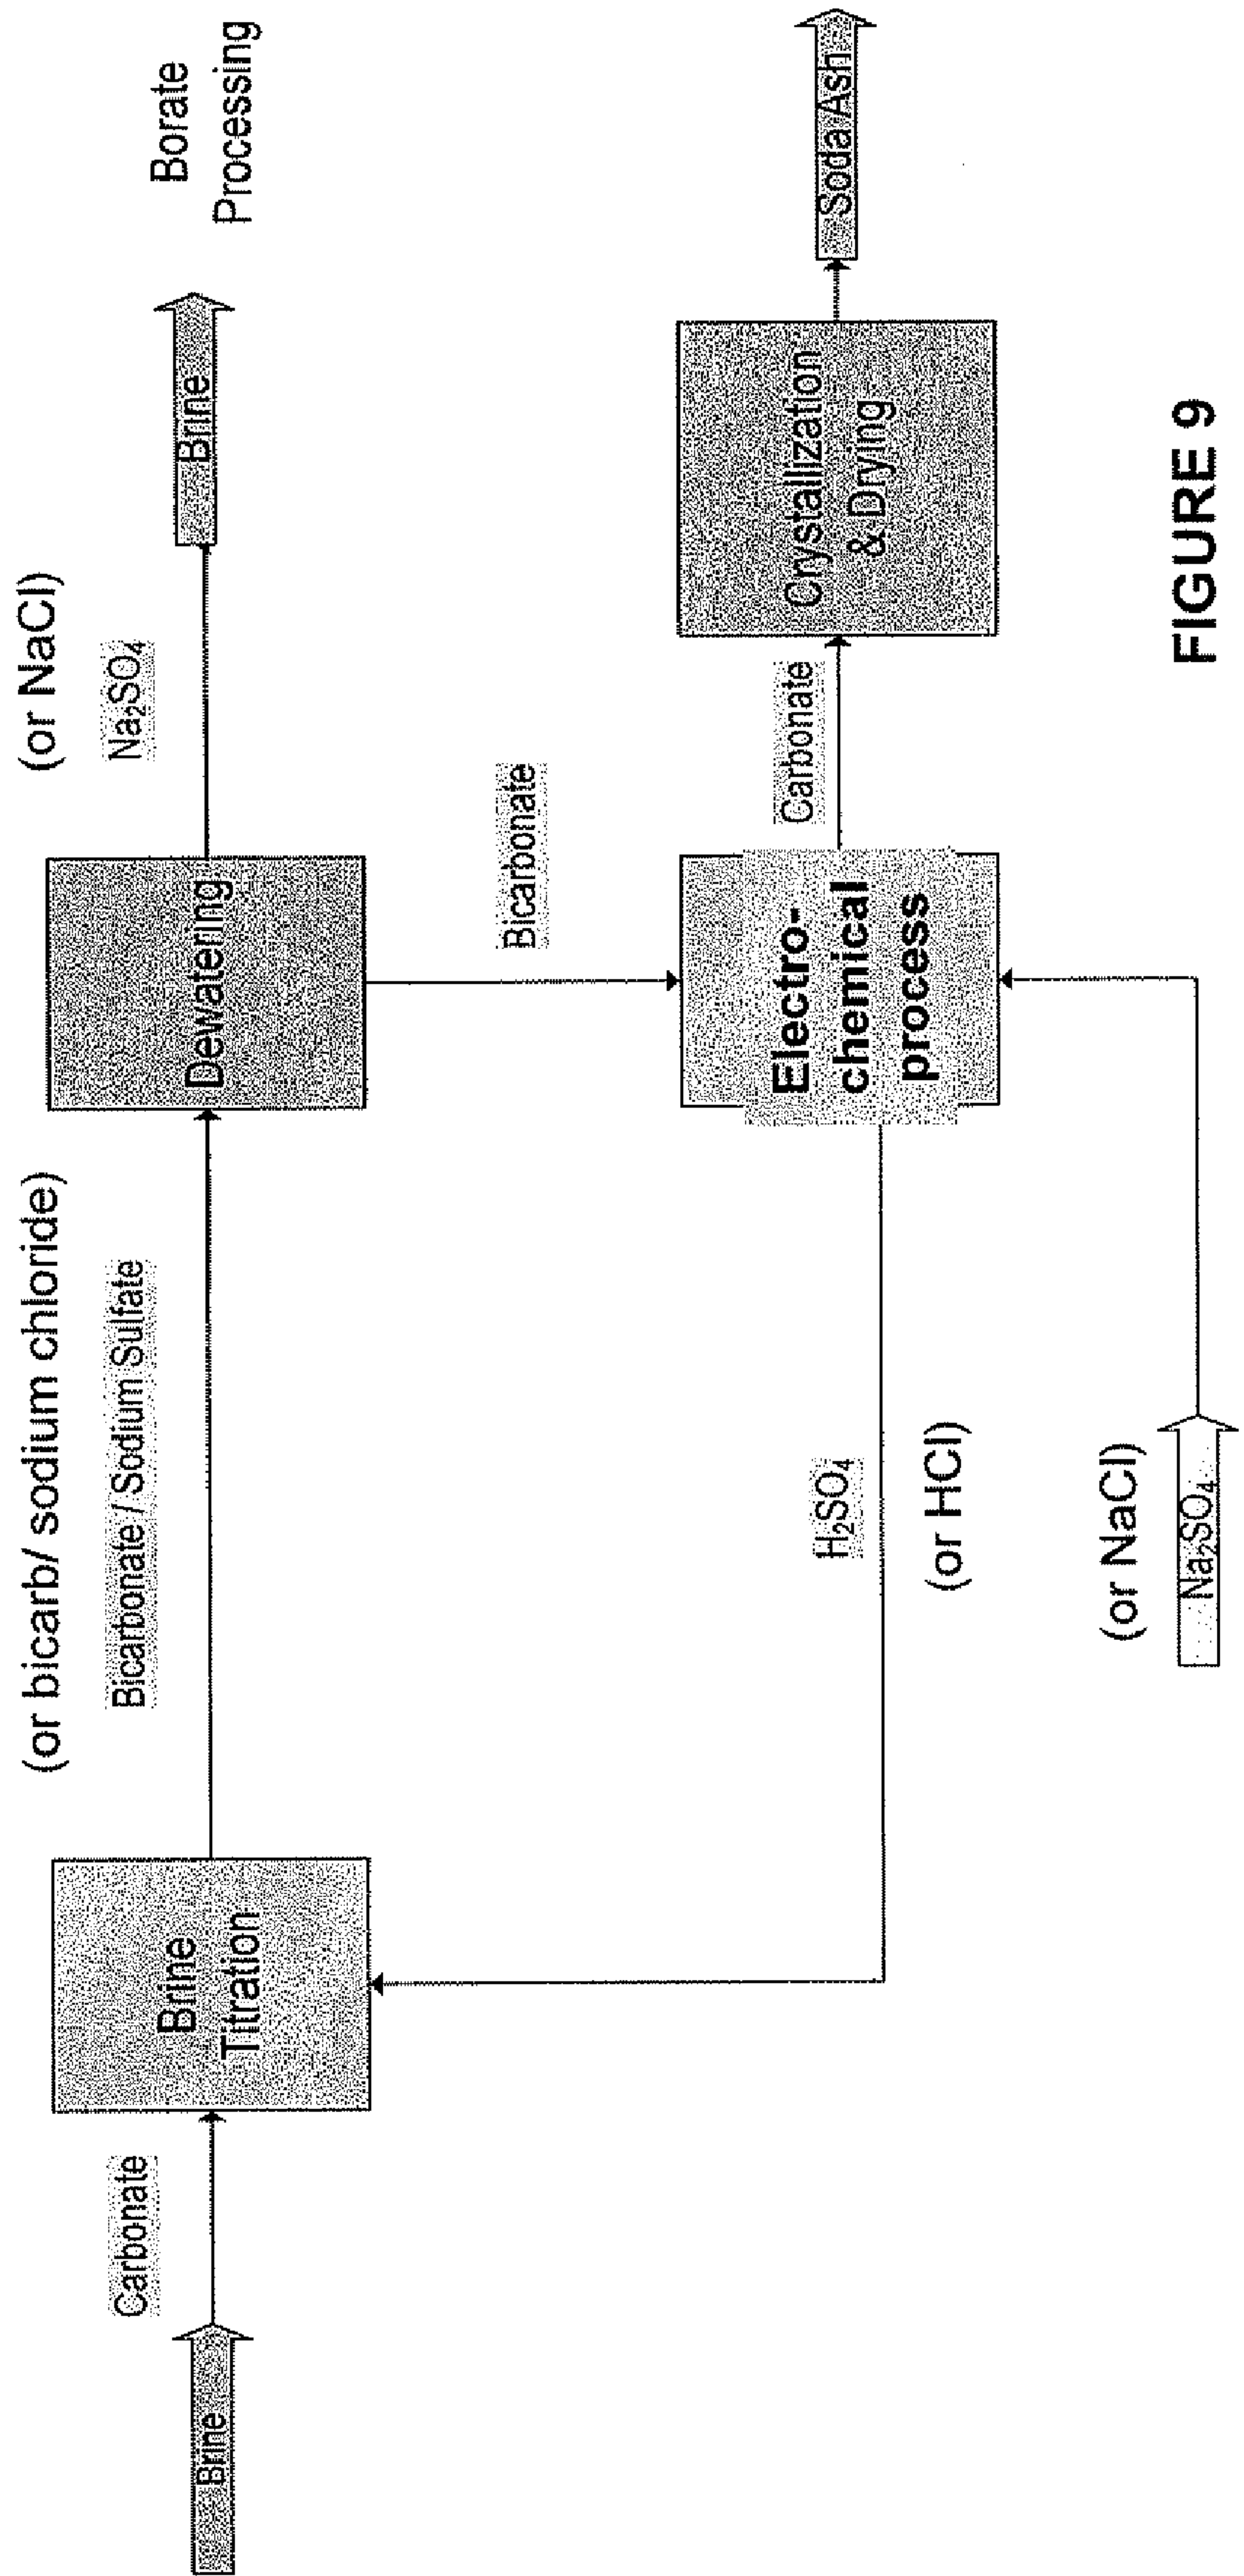 (or bicarb/ sodium chloride)
(or NaCl)
Carbonate
Bicarbonate / Sodium Sulfate
Na₂SO₄
Borate
Processing
Brine
Brine
Titration
Dewatering
Brine
Bicarbonate
H₂SO₄
(or HCl)
Electro-
chemical
process
Carbonate
Crystallization
& Drying
Soda Ash
(or NaCl)
Na₂SO₄
FIGURE 9